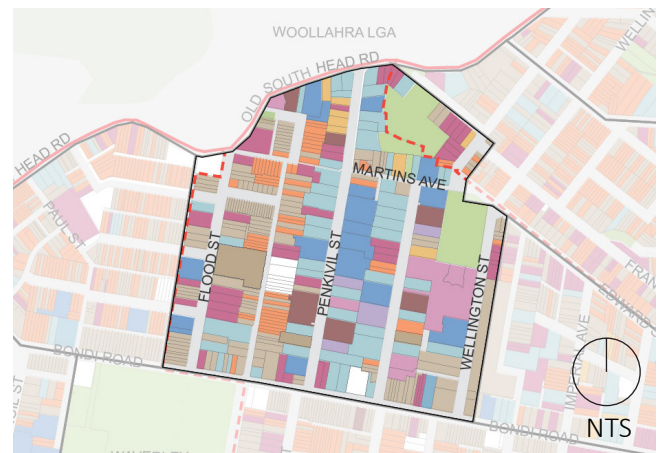 WOOLLAHRA LGA
OLD SOUTH HEAD RD
HEAD RD
MARTINS AVE
PAUL ST
FLOOD ST
PENKIVIL ST
WELLINGTON ST
EDWARD
IMPERIAL AVE
BONDI ROAD
BONDI ROAD
NTS